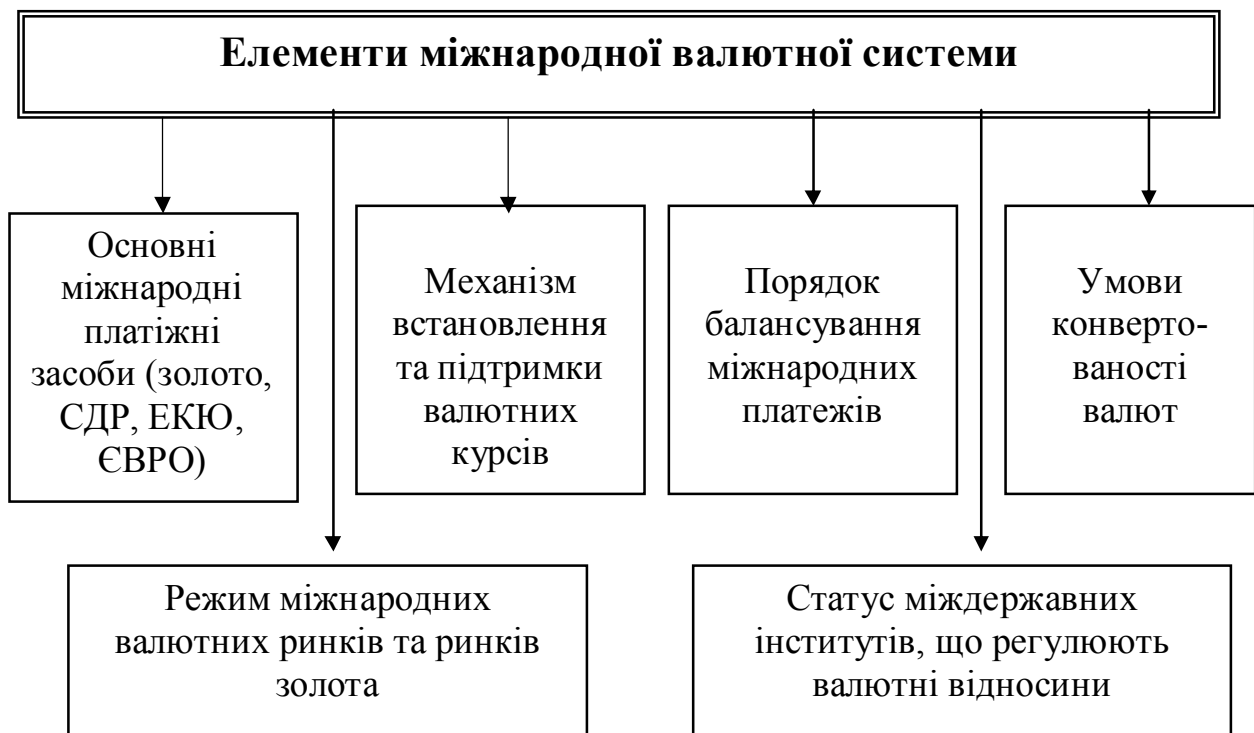 Елементи міжнародної валютної системи
Основні
міжнародні
платіжні
засоби (золото,
СДР, ЕКЮ,
ЄВРО)
Механізм
встановлення
та підтримки
валютних
курсів
Порядок
балансування
міжнародних
платежів
Умови
конверто-
ваності
валют
Режим міжнародних
валютних ринків та ринків
золота
Статус міждержавних
інститутів, що регулюють
валютні відносини